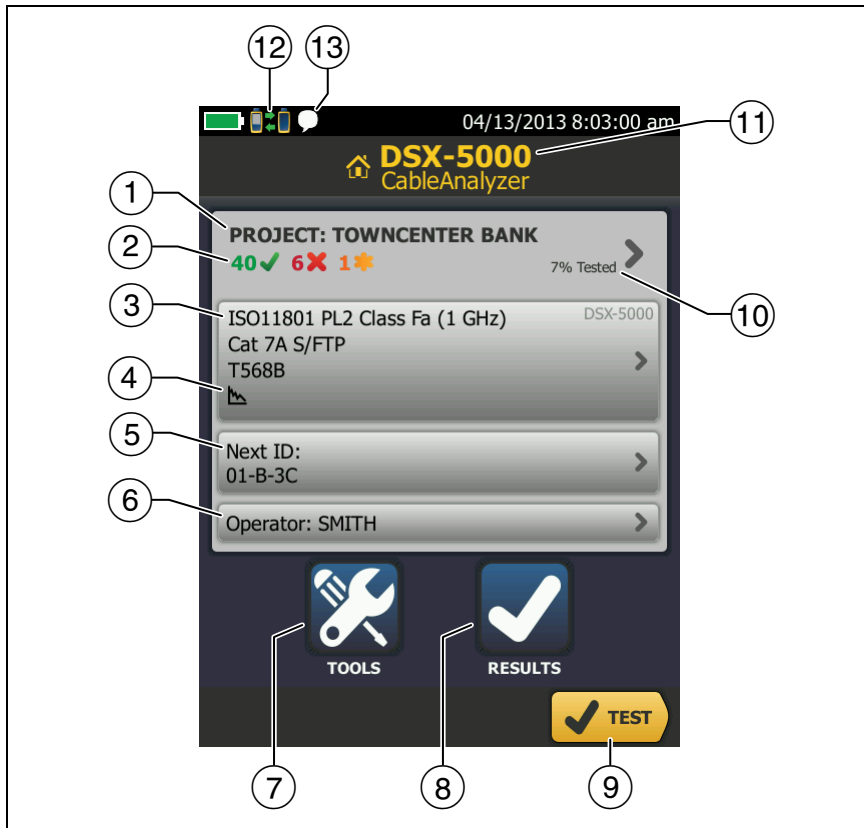 12 13
04/13/2013 8:03:00 am
11
DSX-5000
CableAnalyzer
1
PROJECT: TOWNCENTER BANK
2
40 6 1
7% Tested
10
3
ISO11801 PL2 Class Fa (1 GHz)
DSX-5000
Cat 7A S/FTP
T568B
4
5
Next ID:
01-B-3C
6
Operator: SMITH
TOOLS
RESULTS
TEST
7
8
9